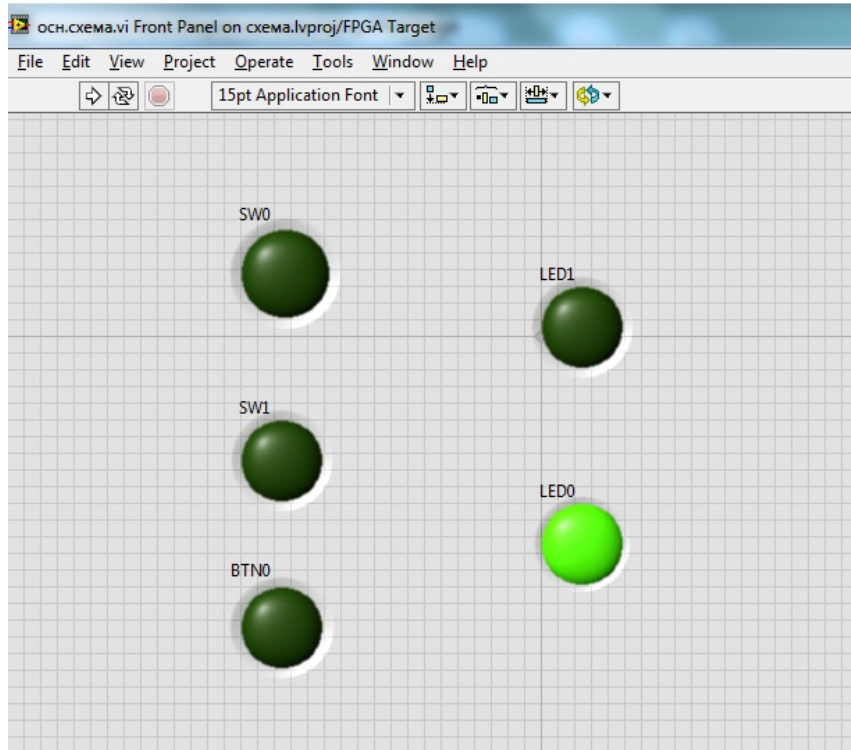 осн.схема.vi Front Panel on схема.lvproj/FPGA Target
File Edit View Project Operate Tools Window Help
15pt Application Font
SW0
LED1
SW1
LED0
BTN0